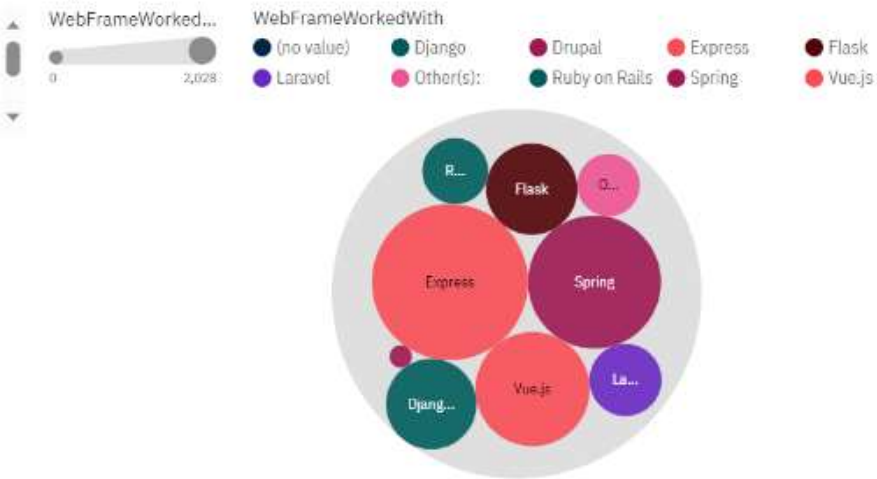 WebFrameWorked... WebFrameWorkedWith
(no value) Django Drupal Express Flask
0 2,028
Laravel Other(s): Ruby on Rails Spring Vue.js
R...
Flask
O...
Express
Spring
La...
Vue.js
Djang...